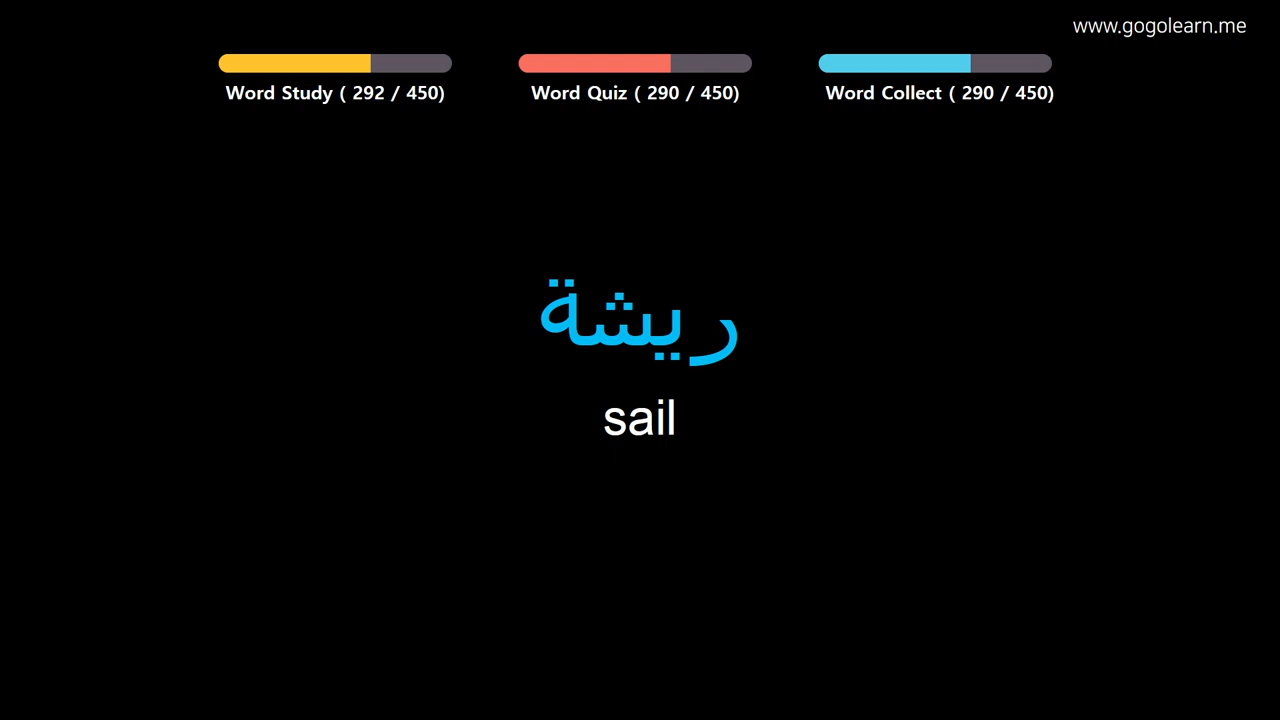 www.gogolearn.me
Word Study ( 292 / 450)
Word Quiz ( 290 / 450)
Word Collect ( 290 / 450)
ريشة
sail